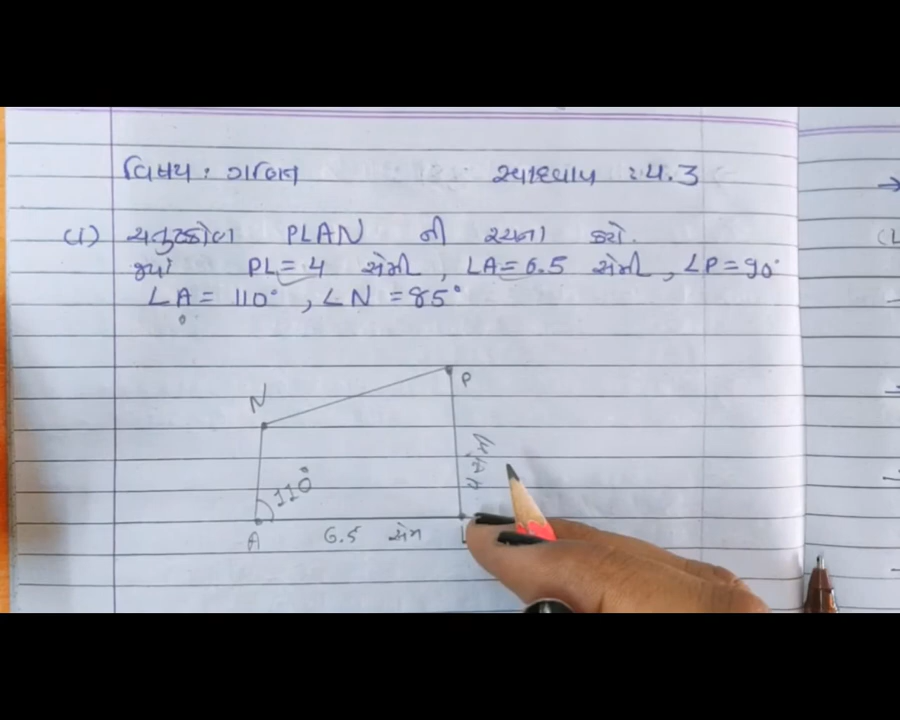 વિષય : ગણિત સ્વાધ્યાય : 4.3
(i) ચતુષ્કોણ PLAN ની રચના કરો.
જ્યાં PL = 4 સેમી, LA = 6.5 સેમી, ∠P = 90°
∠A = 110°, ∠N = 85°
N
P
110°
4 સેમી
A 6.5 સેમ L